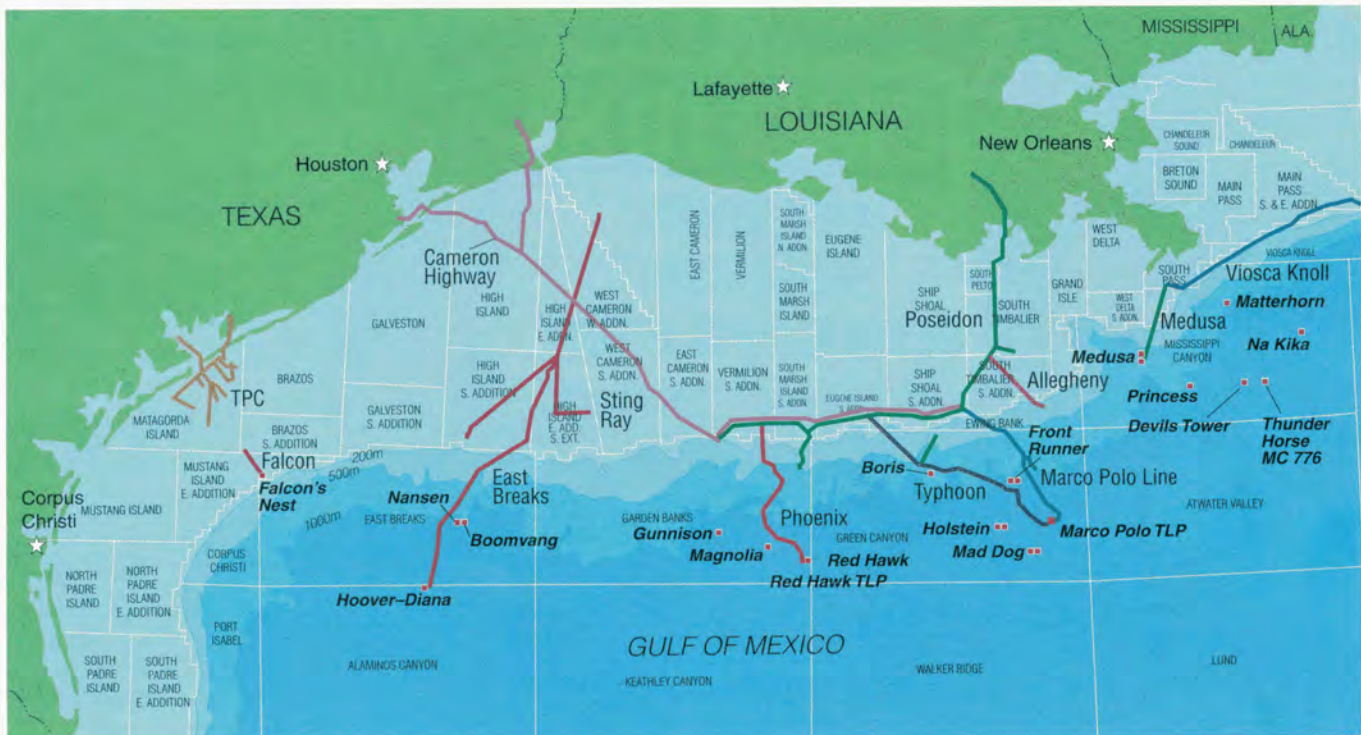 MISSISSIPPI
ALA.
Lafayette
LOUISIANA
New Orleans
CHANDELEUR
SOUND
CHANDELEUR
BRETON
SOUND
MAIN
PASS
MAIN
PASS
S. & E. ADDN.
Houston
TEXAS
Cameron
Highway
HIGH
ISLAND
GALVESTON
HIGH
ISLAND
E. ADDN.
WEST
CAMERON
W. ADDN.
EAST CAMERON
VERMILION
SOUTH
MARSH
ISLAND
N. ADDN.
SOUTH
MARSH
ISLAND
EUGENE
ISLAND
SHIP
SHOAL
Poseidon
SOUTH
PELTO
SOUTH
TIMBALIER
GRAND
ISLE
WEST
DELTA
WEST
DELTA
S. ADDN.
SOUTH
PASS
VIOSCA KNOLL
Viosca Knoll
Matterhorn
Medusa
MISSISSIPPI
CANYON
Na Kika
Medusa
Princess
Devils Tower
Thunder
Horse
MC 776
TPC
BRAZOS
MATAGORDA
ISLAND
BRAZOS
S. ADDITION
GALVESTON
S. ADDITION
HIGH
ISLAND
S. ADDITION
HIGH
ISLAND
E. ADD.
S. EXT.
WEST
CAMERON
S. ADDN.
Sting
Ray
EAST
CAMERON
S. ADDN.
VERMILION
S. ADDN.
SOUTH
MARSH
ISLAND
S. ADDN.
EUGENE ISLAND
S. ADDN.
SHIP
SHOAL
S. ADDN.
SOUTH
TIMBALIER
S. ADDN.
Allegheny
EWING BANK
Front
Runner
Falcon
200m
500m
1000m
Falcon's
Nest
MUSTANG
ISLAND
E. ADDITION
MUSTANG ISLAND
Corpus
Christi
East
Breaks
Nansen
EAST BREAKS
Boomvang
GARDEN BANKS
Gunnison
Magnolia
Phoenix
GREEN CANYON
Red Hawk
Red Hawk TLP
Boris
Typhoon
Marco Polo Line
Holstein
Mad Dog
Marco Polo TLP
ATWATER VALLEY
CORPUS
CHRISTI
NORTH
PADRE
ISLAND
NORTH
PADRE
ISLAND
E. ADDITION
Hoover–Diana
PORT
ISABEL
SOUTH
PADRE
ISLAND
SOUTH
PADRE
ISLAND
E. ADDITION
GULF OF MEXICO
ALAMINOS CANYON
KEATHLEY CANYON
WALKER RIDGE
LUND